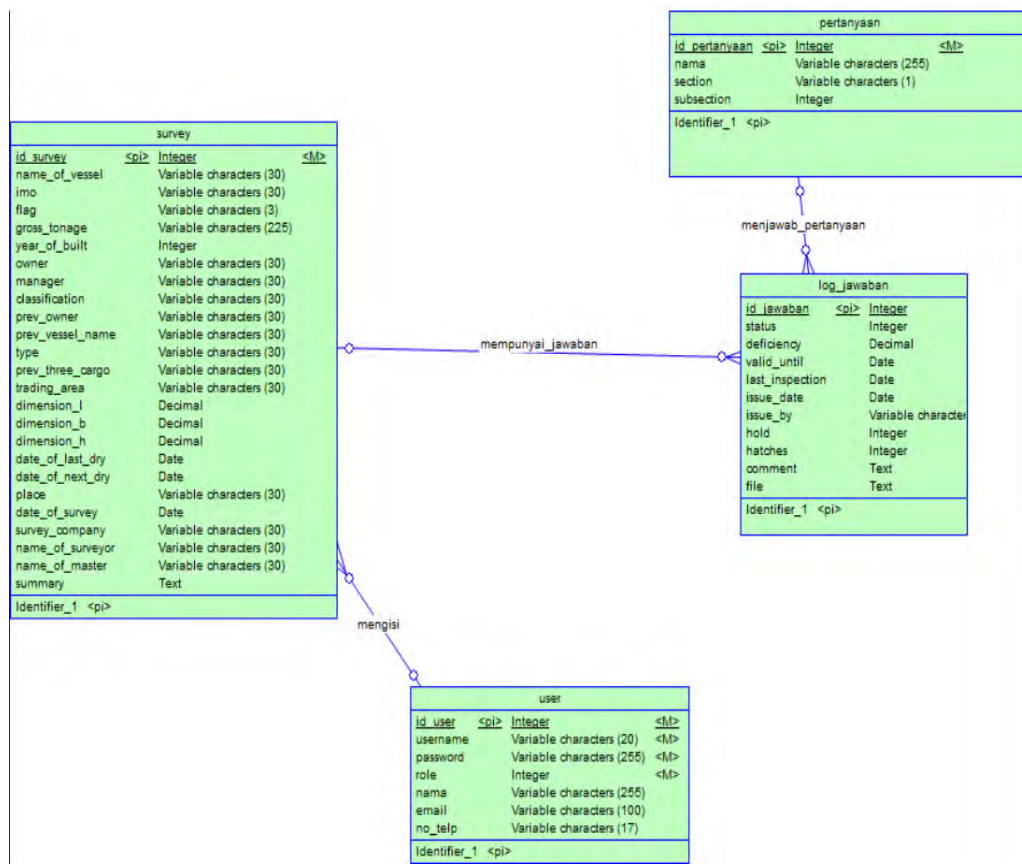 pertanyaan
id_pertanyaan <pi> Integer <M>
nama Variable characters (255)
section Variable characters (1)
subsection Integer
Identifier_1 <pi>
survey
id_survey <pi> Integer <M>
name_of_vessel Variable characters (30)
imo Variable characters (30)
flag Variable characters (3)
gross_tonage Variable characters (225)
year_of_built Integer
owner Variable characters (30)
manager Variable characters (30)
classification Variable characters (30)
prev_owner Variable characters (30)
prev_vessel_name Variable characters (30)
type Variable characters (30)
prev_three_cargo Variable characters (30)
trading_area Variable characters (30)
dimension_l Decimal
dimension_b Decimal
dimension_h Decimal
date_of_last_dry Date
date_of_next_dry Date
place Variable characters (30)
date_of_survey Date
survey_company Variable characters (30)
name_of_surveyor Variable characters (30)
name_of_master Variable characters (30)
summary Text
Identifier_1 <pi>
menjawab_pertanyaan
mempunyai_jawaban
log_jawaban
id_jawaban <pi> Integer
status Integer
deficiency Decimal
valid_until Date
last_inspection Date
issue_date Date
issue_by Variable character
hold Integer
hatches Integer
comment Text
file Text
Identifier_1 <pi>
mengisi
user
id_user <pi> Integer <M>
username Variable characters (20) <M>
password Variable characters (255) <M>
role Integer <M>
nama Variable characters (255)
email Variable characters (100)
no_telp Variable characters (17)
Identifier_1 <pi>